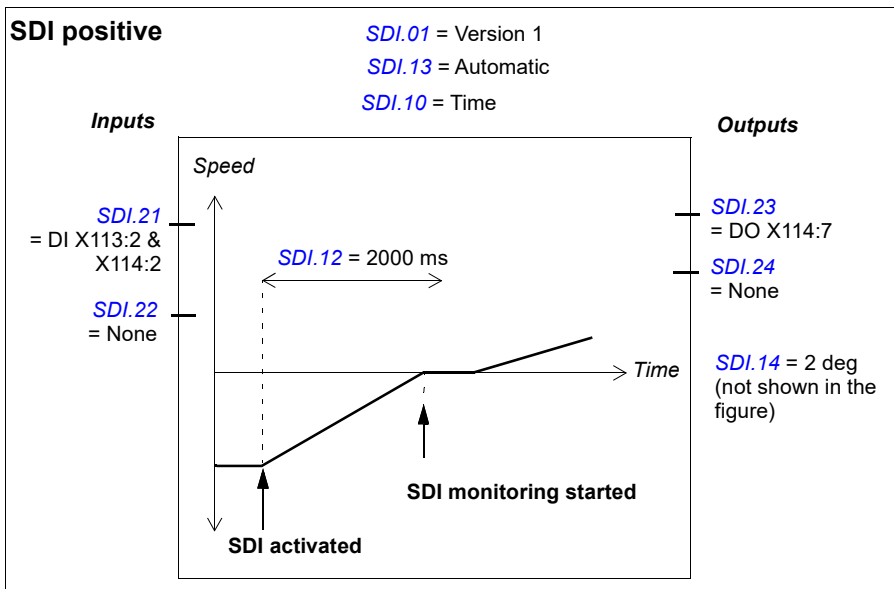 SDI positive
SDI.01 = Version 1
SDI.13 = Automatic
SDI.10 = Time
Inputs
Outputs
Speed
SDI.21
= DI X113:2 &
X114:2
SDI.22
= None
SDI.12 = 2000 ms
SDI.23
= DO X114:7
SDI.24
= None
Time
SDI.14 = 2 deg
(not shown in the
figure)
SDI monitoring started
SDI activated